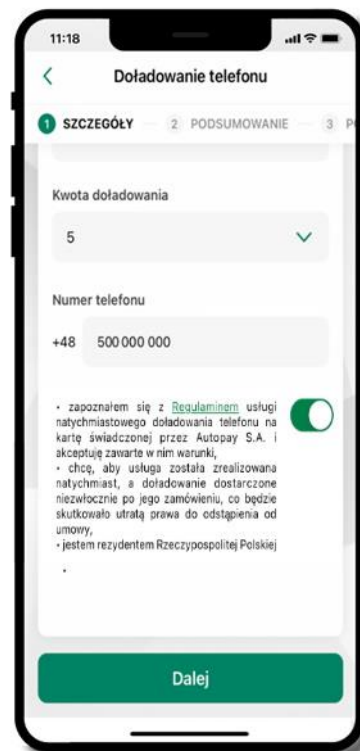 11:18
Doładowanie telefonu
1 SZCZEGÓŁY 2 PODSUMOWANIE 3
Kwota doładowania
5
Numer telefonu
+48 500 000 000
• zapoznałem się z Regulaminem usługi
natychmiastowego doładowania telefonu na
kartę świadczonej przez Autopay S.A. i
akceptuję zawarte w nim warunki,
• chcę, aby usługa została zrealizowana
natychmiast, a doładowanie dostarczone
niezwłocznie po jego zamówieniu, co będzie
skutkowało utratą prawa do odstąpienia od
umowy,
• jestem rezydentem Rzeczypospolitej Polskiej
•
Dalej